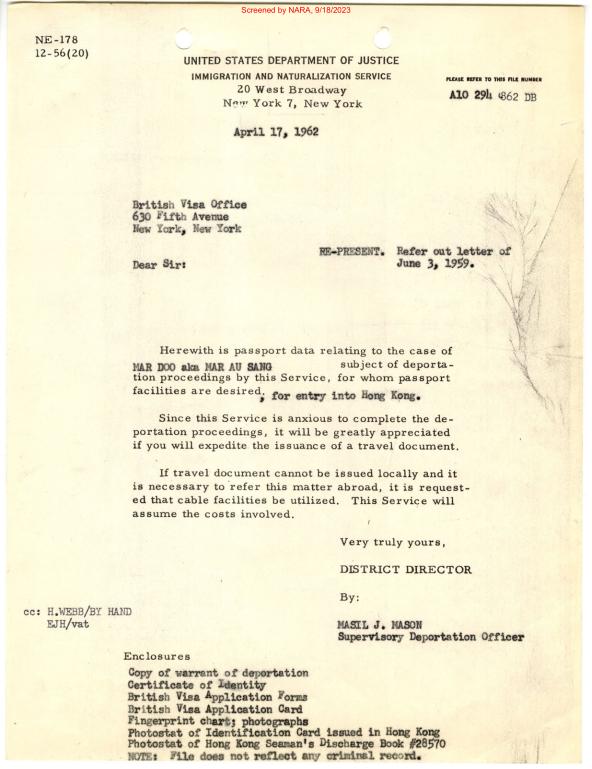 Screened by NARA, 9/18/2023
NE-178
12-56(20)
UNITED STATES DEPARTMENT OF JUSTICE
IMMIGRATION AND NATURALIZATION SERVICE
20 West Broadway
New York 7, New York
PLEASE REFER TO THIS FILE NUMBER
A10 294 862 DB
April 17, 1962
British Visa Office
630 Fifth Avenue
New York, New York
RE-PRESENT. Refer out letter of
June 3, 1959.
Dear Sir:
Herewith is passport data relating to the case of
MAR DOO aka MAR AU SANG subject of deporta-
tion proceedings by this Service, for whom passport
facilities are desired, for entry into Hong Kong.
Since this Service is anxious to complete the de-
portation proceedings, it will be greatly appreciated
if you will expedite the issuance of a travel document.
If travel document cannot be issued locally and it
is necessary to refer this matter abroad, it is request-
ed that cable facilities be utilized. This Service will
assume the costs involved.
Very truly yours,
DISTRICT DIRECTOR
By:
MASIL J. MASON
Supervisory Deportation Officer
cc: H.WEBB/BY HAND
EJH/vat
Enclosures
Copy of warrant of deportation
Certificate of Identity
British Visa Application Forms
British Visa Application Card
Fingerprint chart; photographs
Photostat of Identification Card issued in Hong Kong
Photostat of Hong Kong Seaman's Discharge Book #28570
NOTE: File does not reflect any criminal record.